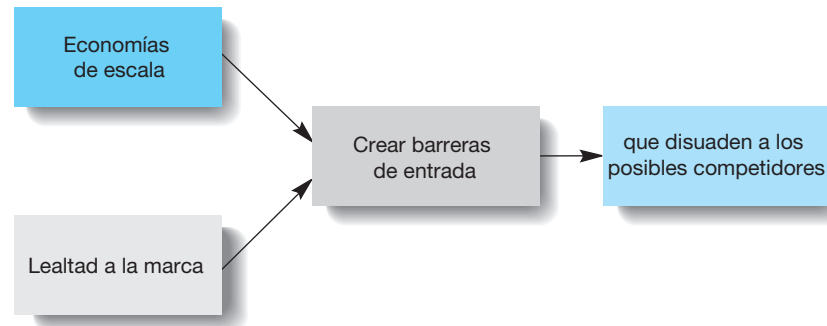 Economías
de escala
Crear barreras
de entrada
que disuaden a los
posibles competidores
Lealtad a la marca